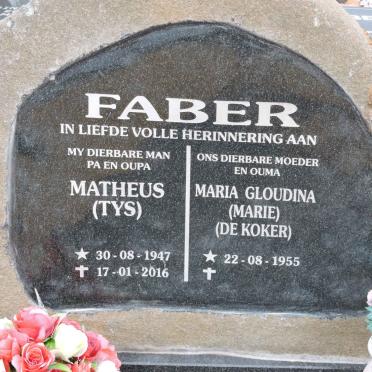 FABER
IN LIEFDE VOLLE HERINNERING AAN
MY DIERBARE MAN
PA EN OUPA
MATHEUS
(TYS)
30-08-1947
17-01-2016
ONS DIERBARE MOEDER
EN OUMA
MARIA GLOUDINA
(MARIE)
(DE KOKER)
22-08-1955